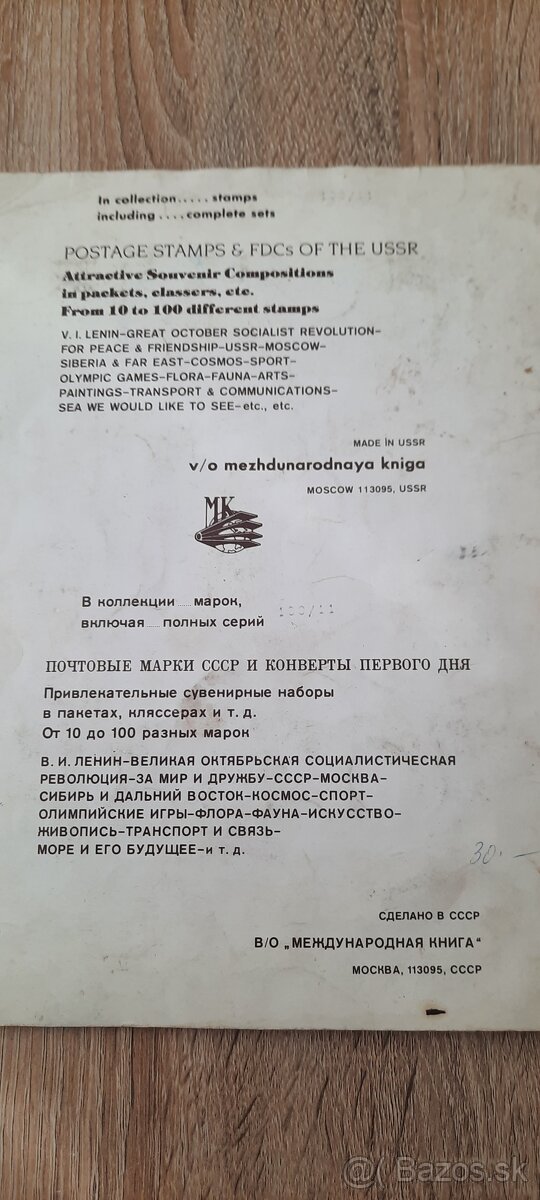 In collection..... stamps
including ....complete sets
POSTAGE STAMPS & FDCs OF THE USSR
Attractive Souvenir Compositions
in packets, classers, etc.
From 10 to 100 different stamps
V. I. LENIN–GREAT OCTOBER SOCIALIST REVOLUTION–
FOR PEACE & FRIENDSHIP–USSR–MOSCOW–
SIBERIA & FAR EAST–COSMOS–SPORT–
OLYMPIC GAMES–FLORA–FAUNA–ARTS–
PAINTINGS–TRANSPORT & COMMUNICATIONS–
SEA WE WOULD LIKE TO SEE–etc., etc.
MADE IN USSR
v/o mezhdunarodnaya kniga
MOSCOW 113095, USSR
МК
В коллекции ..... марок,
включая ..... полных серий 100/11
ПОЧТОВЫЕ МАРКИ СССР И КОНВЕРТЫ ПЕРВОГО ДНЯ
Привлекательные сувенирные наборы
в пакетах, кляссерах и т. д.
От 10 до 100 разных марок
В. И. ЛЕНИН–ВЕЛИКАЯ ОКТЯБРЬСКАЯ СОЦИАЛИСТИЧЕСКАЯ
РЕВОЛЮЦИЯ–ЗА МИР И ДРУЖБУ–СССР–МОСКВА–
СИБИРЬ И ДАЛЬНИЙ ВОСТОК–КОСМОС–СПОРТ–
ОЛИМПИЙСКИЕ ИГРЫ–ФЛОРА–ФАУНА–ИСКУССТВО–
ЖИВОПИСЬ–ТРАНСПОРТ И СВЯЗЬ–
МОРЕ И ЕГО БУДУЩЕЕ–и т. д.
30.–
СДЕЛАНО В СССР
В/О „МЕЖДУНАРОДНАЯ КНИГА“
МОСКВА, 113095, СССР
Bazos.sk